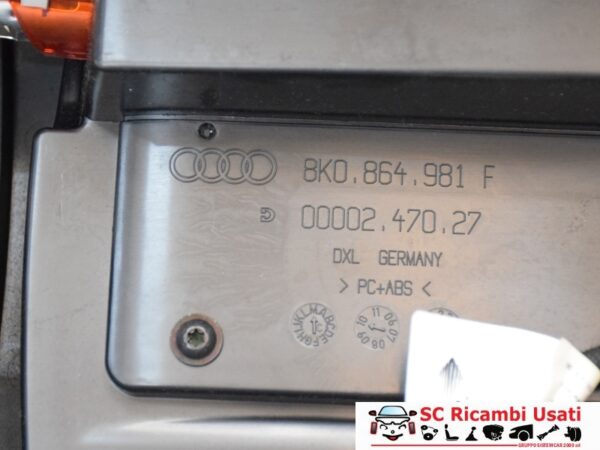 8K0.864.981 F
00002.470.27
DXL GERMANY
> PC+ABS <
SC Ricambi Usati